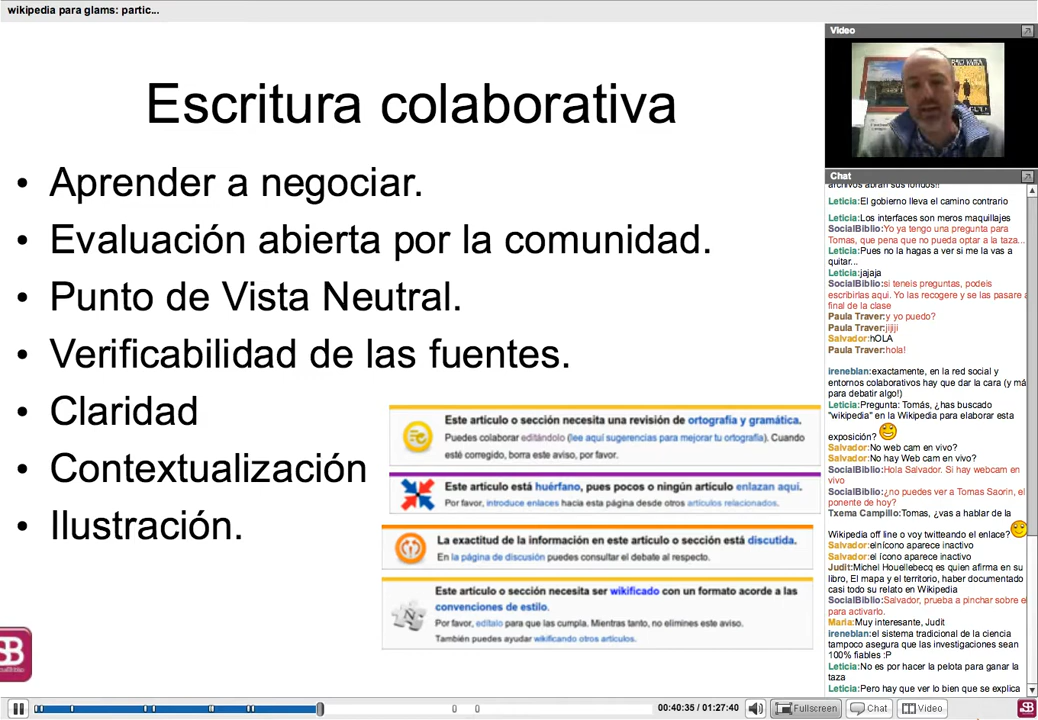 wikipedia para glams: partic...
Escritura colaborativa
• Aprender a negociar.
• Evaluación abierta por la comunidad.
• Punto de Vista Neutral.
• Verificabilidad de las fuentes.
• Claridad
• Contextualización
• Ilustración.
Este artículo o sección necesita una revisión de ortografía y gramática.
Puedes colaborar editándolo (lee aquí sugerencias para mejorar tu ortografía). Cuando
esté corregido, borra este aviso, por favor.
Este artículo está huérfano, pues pocos o ningún artículo enlazan aquí.
Por favor, introduce enlaces hacia esta página desde otros artículos relacionados.
La exactitud de la información en este artículo o sección está discutida.
En la página de discusión puedes consultar el debate al respecto.
Este artículo o sección necesita ser wikificado con un formato acorde a las
convenciones de estilo.
Por favor, edítalo para que las cumpla. Mientras tanto, no elimines este aviso.
También puedes ayudar wikificando otros artículos.
SB
Video
Chat
archivos abran sus fondos!!
Leticia:El gobierno lleva el camino contrario
Leticia:Los interfaces son meros maquillajes
SocialBiblio:Yo ya tengo una pregunta para
Tomas, que pena que no pueda optar a la taza...
Leticia:Pues no la hagas a ver si me la vas a
quitar...
Leticia:jajaja
SocialBiblio:si teneis preguntas, podeis
escribirlas aqui. Yo las recogere y se las pasare a
final de la clase
Paula Traver:y yo puedo?
Paula Traver:jijiji
Salvador:hOLA
Paula Traver:hola!
ireneblan:exactamente, en la red social y
entornos colaborativos hay que dar la cara (y má
para debatir algo!)
Leticia:Pregunta: Tomás, ¿has buscado
"wikipedia" en la Wikipedia para elaborar esta
exposición?
Salvador:No web cam en vivo?
Salvador:No hay Web cam en vivo?
SocialBiblio:Hola Salvador. Si hay webcam en
vivo
SocialBiblio:¿no puedes ver a Tomas Saorin, el
ponente de hoy?
Txema Campillo:Tomas, ¿vas a hablar de la
Wikipedia off line o voy twitteando el enlace?
Salvador:elnícono aparece inactivo
Salvador:el ícono aparece inactivo
Judit:Michel Houellebecq es quien afirma en su
libro, El mapa y el territorio, haber documentado
casi todo su relato en Wikipedia
SocialBiblio:Salvador, prueba a pinchar sobre el
para activarlo.
Maria:Muy interesante, Judit
ireneblan:el sistema tradicional de la ciencia
tampoco asegura que las investigaciones sean
100% fiables :P
Leticia:No es por hacer la pelota para ganar la
taza
Leticia:Pero hay que ver lo bien que se explica
00:40:35 / 01:27:40
Fullscreen
Chat
Video
SB